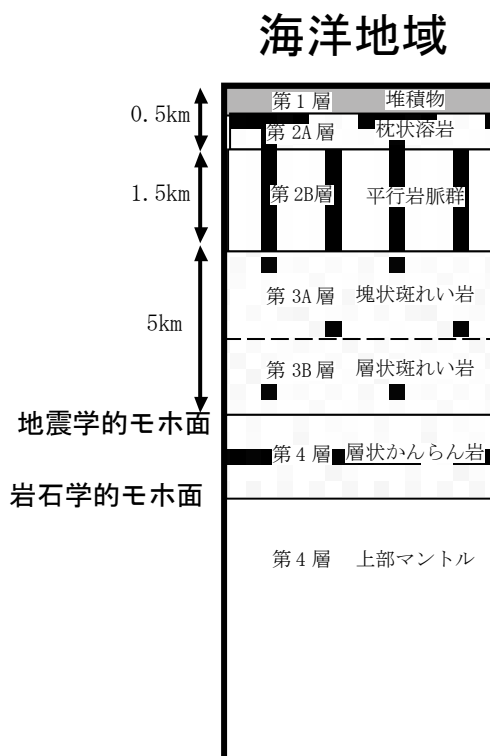 海洋地域
第1層 堆積物
0.5km
第2A層 枕状溶岩
1.5km
第2B層 平行岩脈群
第3A層 塊状斑れい岩
5km
第3B層 層状斑れい岩
地震学的モホ面
第4層 層状かんらん岩
岩石学的モホ面
第4層 上部マントル